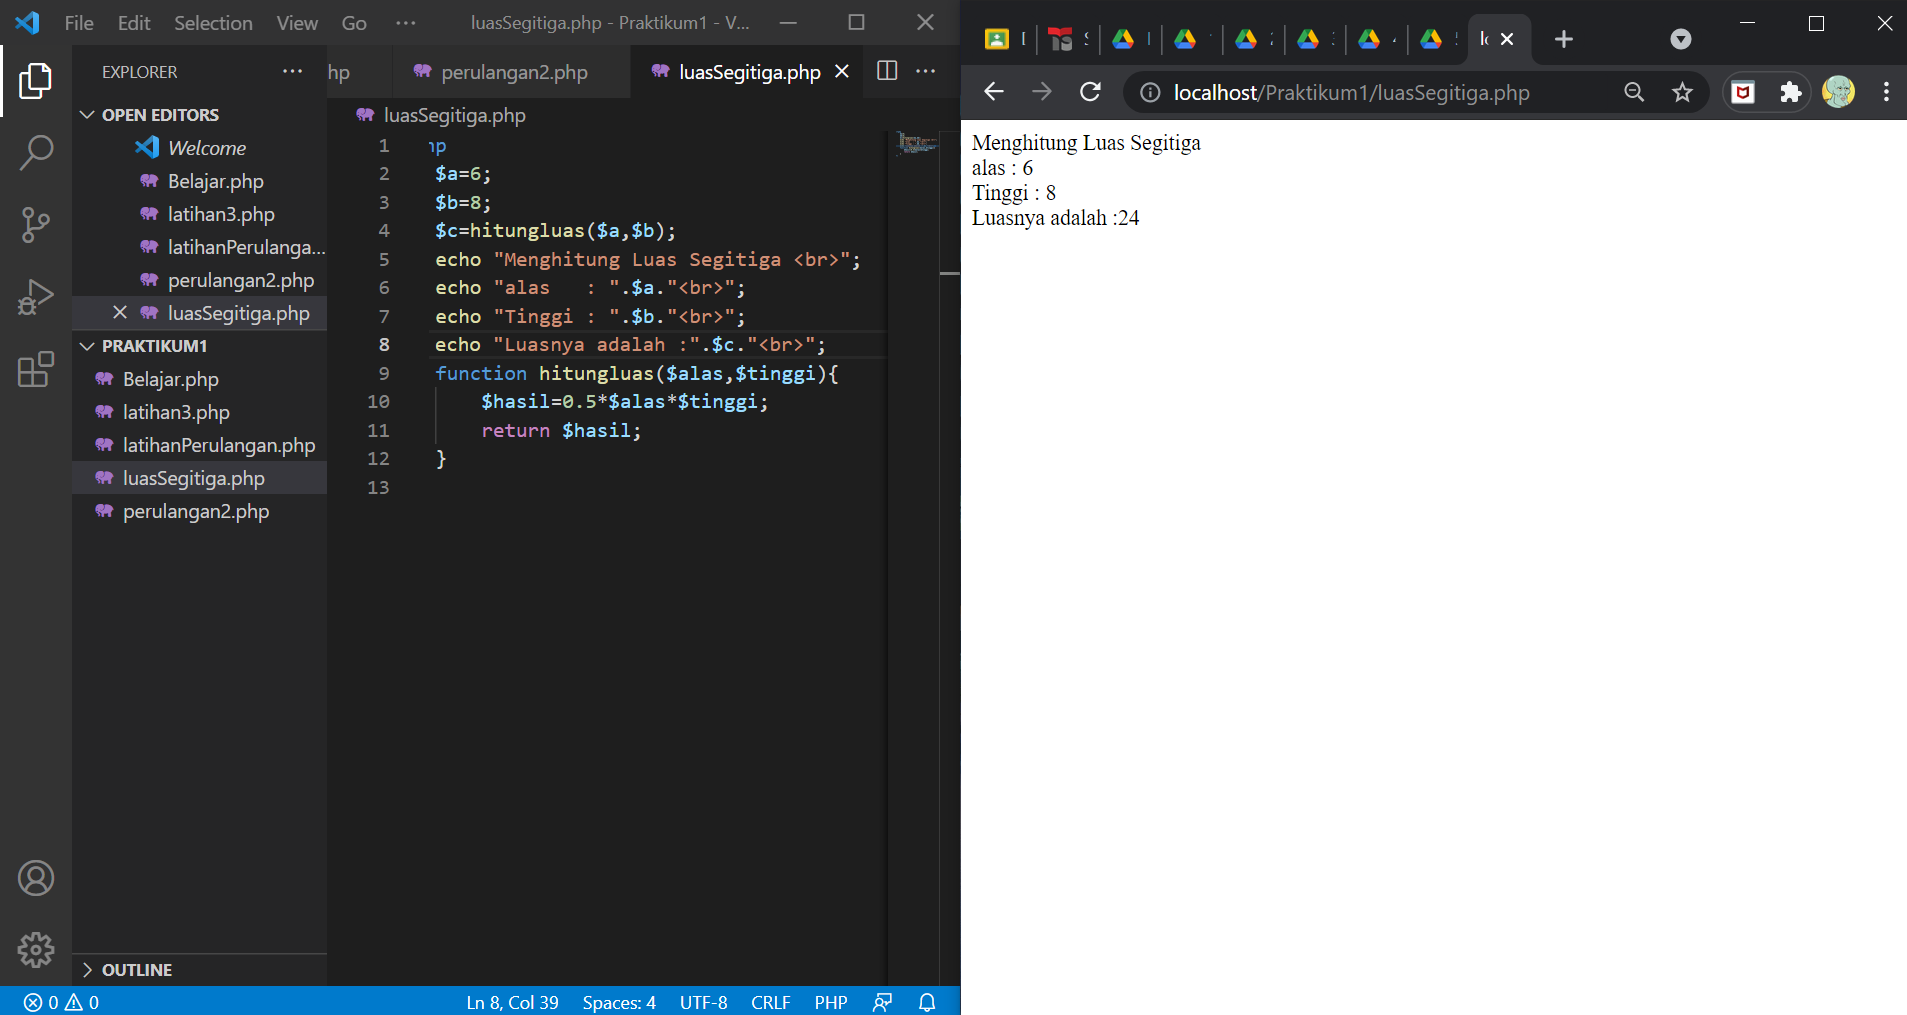 File Edit Selection View Go ··· luasSegitiga.php - Praktikum1 - V...
EXPLORER
OPEN EDITORS
Welcome
Belajar.php
latihan3.php
latihanPerulanga...
perulangan2.php
luasSegitiga.php
PRAKTIKUM1
Belajar.php
latihan3.php
latihanPerulangan.php
luasSegitiga.php
perulangan2.php
OUTLINE
hp perulangan2.php luasSegitiga.php
luasSegitiga.php
1 hp
2 $a=6;
3 $b=8;
4 $c=hitungluas($a,$b);
5 echo "Menghitung Luas Segitiga <br>";
6 echo "alas   : ".$a."<br>";
7 echo "Tinggi : ".$b."<br>";
8 echo "Luasnya adalah :".$c."<br>";
9 function hitungluas($alas,$tinggi){
10     $hasil=0.5*$alas*$tinggi;
11     return $hasil;
12 }
13
0 0 Ln 8, Col 39 Spaces: 4 UTF-8 CRLF PHP
localhost/Praktikum1/luasSegitiga.php
Menghitung Luas Segitiga
alas : 6
Tinggi : 8
Luasnya adalah :24